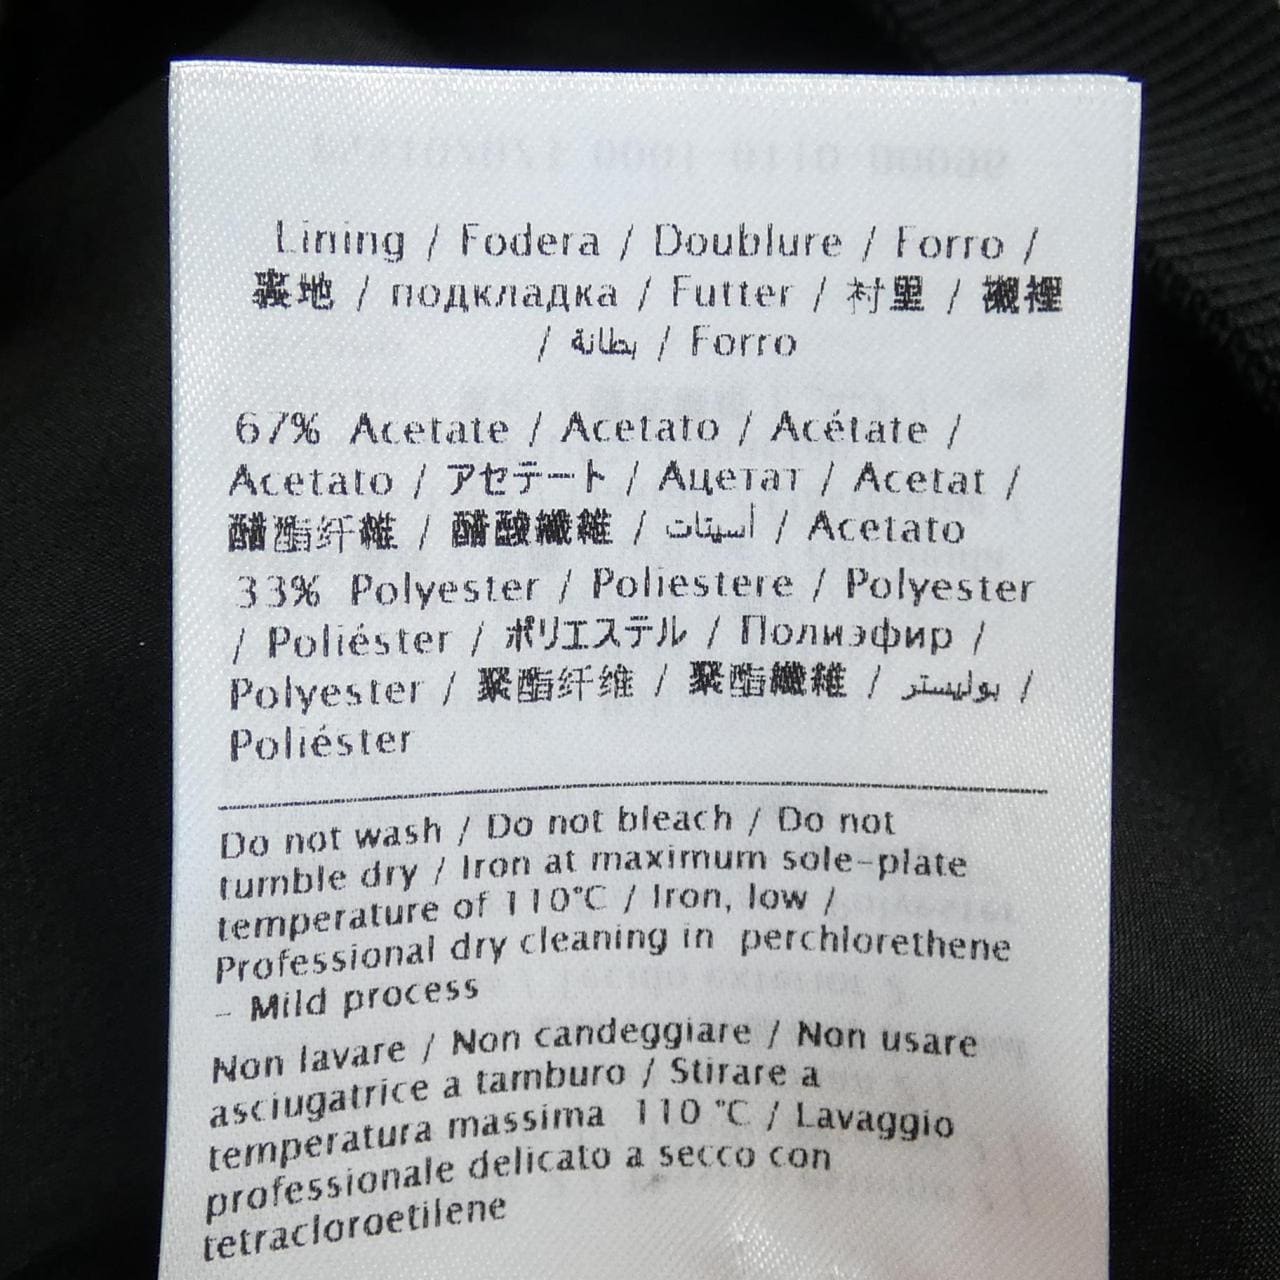 Lining / Fodera / Doublure / Forro /
裏地 / подкладка / Futter / 衬里 / 襯裡
/ بطانة / Forro
67% Acetate / Acetato / Acétate /
Acetato / アセテート / Ацетат / Acetat /
醋酯纤维 / 醋酸纖維 / أسيتات / Acetato
33% Polyester / Poliestere / Polyester
/ Poliéster / ポリエステル / Полиэфир /
Polyester / 聚酯纤维 / 聚酯纖維 / بوليستر /
Poliéster
Do not wash / Do not bleach / Do not
tumble dry / Iron at maximum sole-plate
temperature of 110°C / Iron, low /
Professional dry cleaning in perchlorethene
- Mild process
Non lavare / Non candeggiare / Non usare
asciugatrice a tamburo / Stirare a
temperatura massima 110 °C / Lavaggio
professionale delicato a secco con
tetracloroetilene